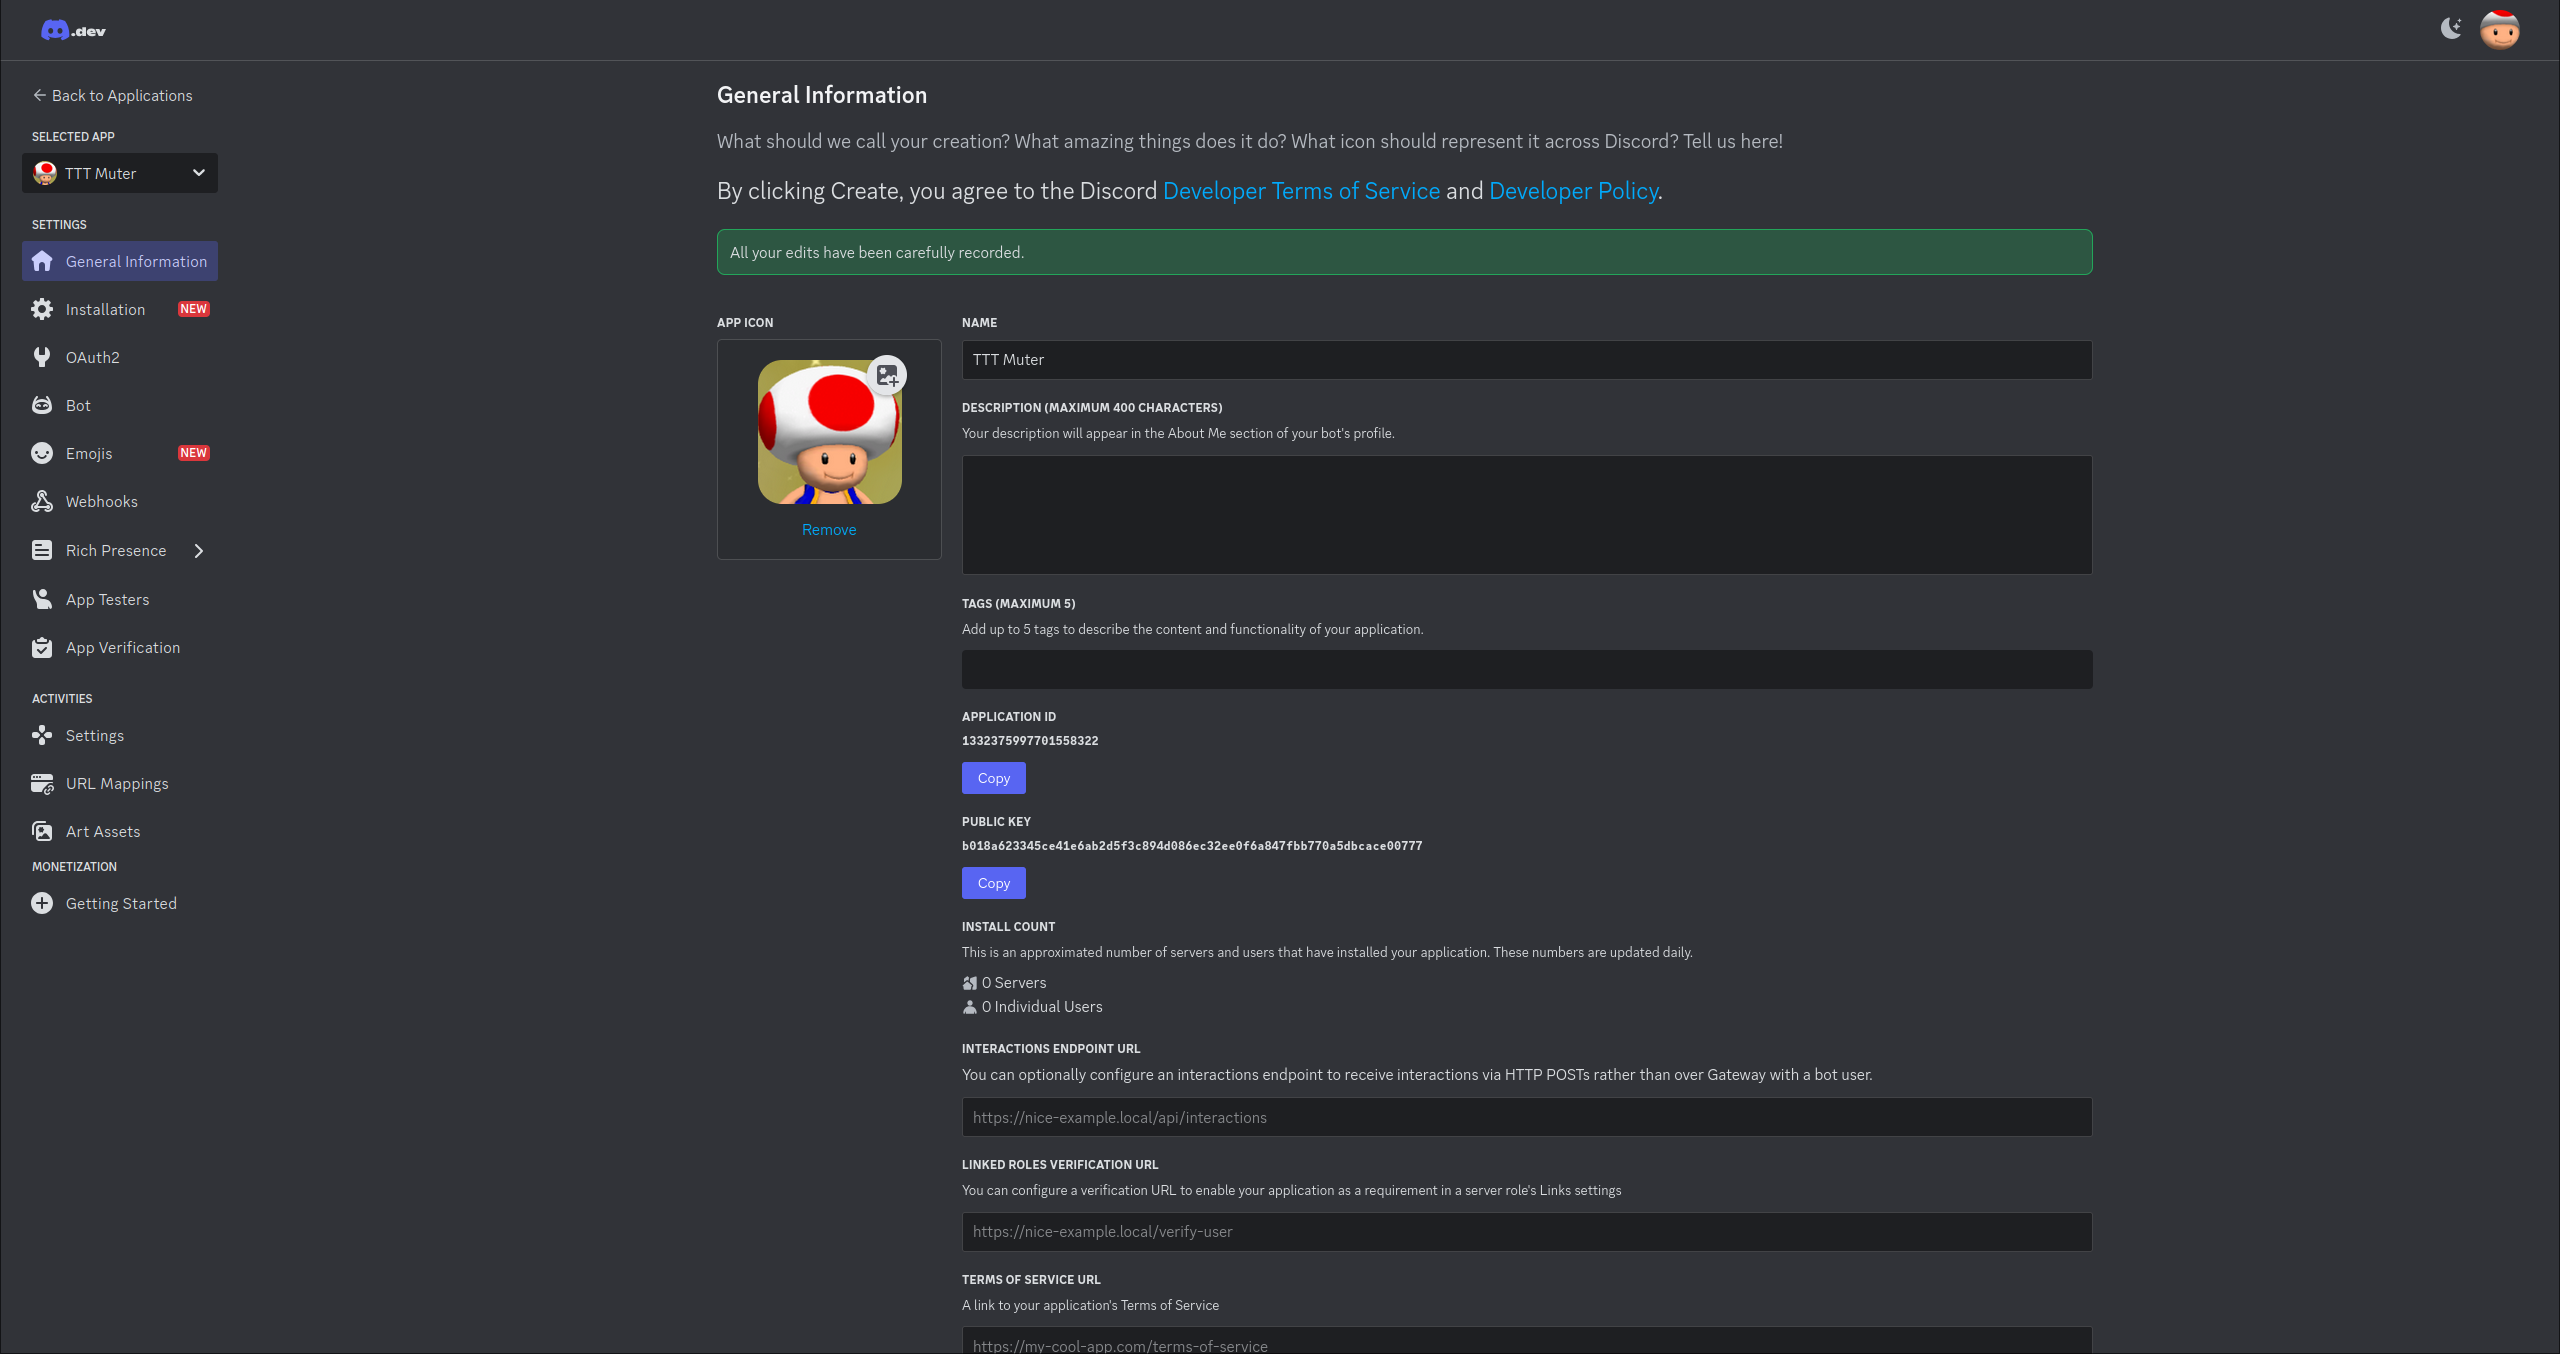 .dev
Back to Applications
SELECTED APP
TTT Muter
SETTINGS
General Information
Installation NEW
OAuth2
Bot
Emojis NEW
Webhooks
Rich Presence
App Testers
App Verification
ACTIVITIES
Settings
URL Mappings
Art Assets
MONETIZATION
Getting Started
General Information
What should we call your creation? What amazing things does it do? What icon should represent it across Discord? Tell us here!
By clicking Create, you agree to the Discord Developer Terms of Service and Developer Policy.
All your edits have been carefully recorded.
APP ICON
Remove
NAME
TTT Muter
DESCRIPTION (MAXIMUM 400 CHARACTERS)
Your description will appear in the About Me section of your bot's profile.
TAGS (MAXIMUM 5)
Add up to 5 tags to describe the content and functionality of your application.
APPLICATION ID
1332375997701558322
Copy
PUBLIC KEY
b018a623345ce41e6ab2d5f3c894d086ec32ee0f6a847fbb770a5dbcace00777
Copy
INSTALL COUNT
This is an approximated number of servers and users that have installed your application. These numbers are updated daily.
0 Servers
0 Individual Users
INTERACTIONS ENDPOINT URL
You can optionally configure an interactions endpoint to receive interactions via HTTP POSTs rather than over Gateway with a bot user.
https://nice-example.local/api/interactions
LINKED ROLES VERIFICATION URL
You can configure a verification URL to enable your application as a requirement in a server role's Links settings
https://nice-example.local/verify-user
TERMS OF SERVICE URL
A link to your application's Terms of Service
https://my-cool-app.com/terms-of-service